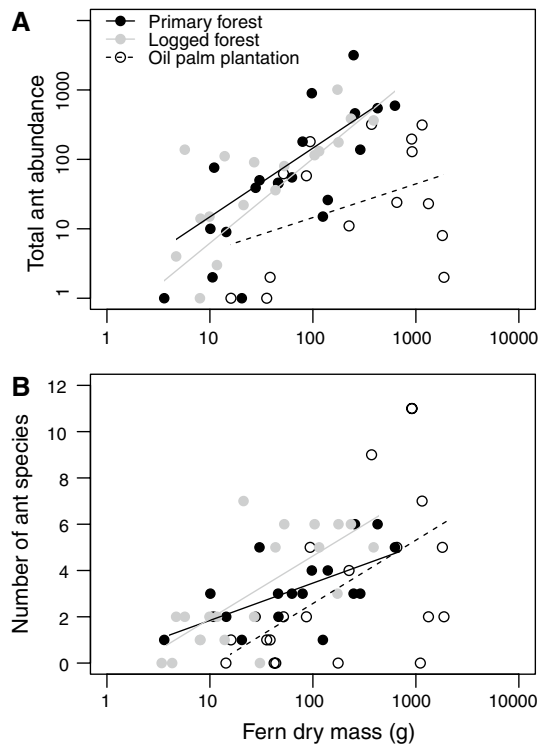 A
Primary forest
Logged forest
Oil palm plantation
Total ant abundance
1000
100
10
1
1 10 100 1000 10000
B
Number of ant species
12
10
8
6
4
2
0
1 10 100 1000 10000
Fern dry mass (g)